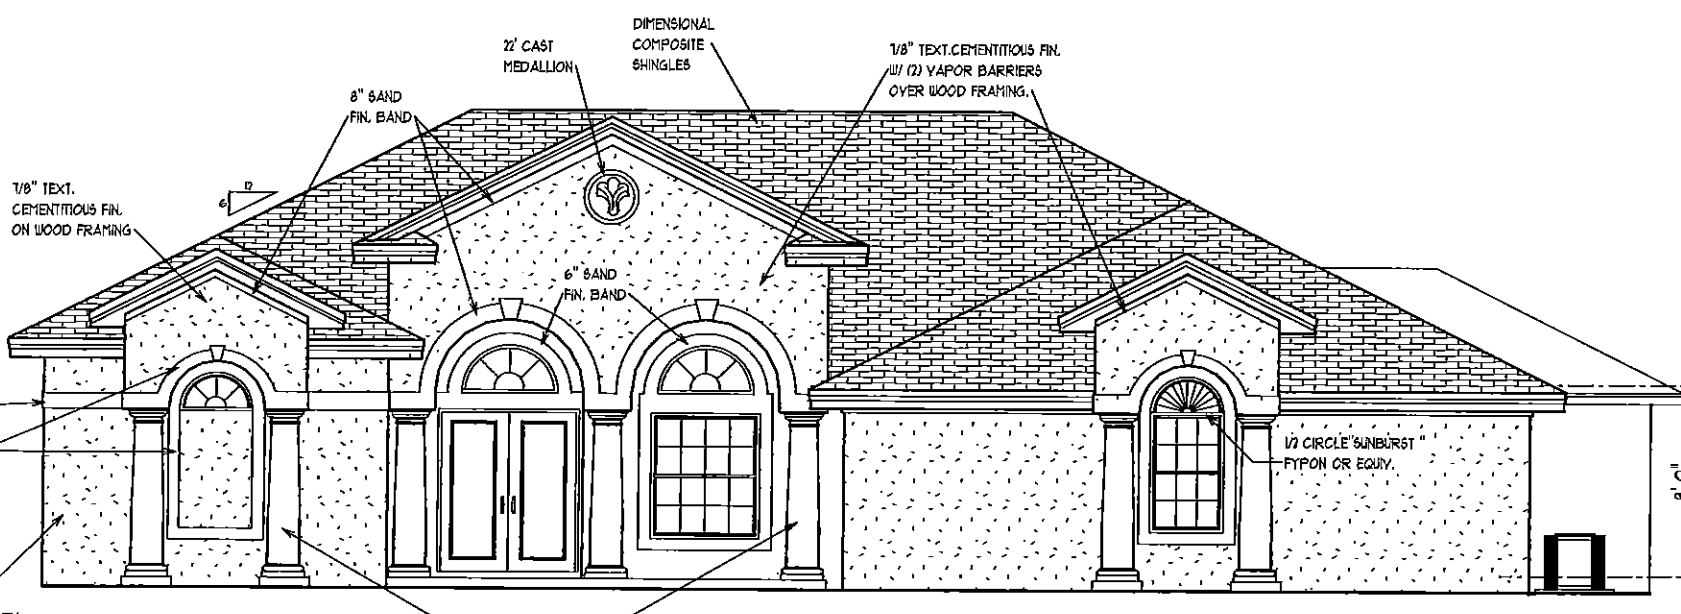 DIMENSIONAL
COMPOSITE
SHINGLES
22' CAST
MEDALLION
7/8" TEXT.CEMENTITIOUS FIN.
W/ (2) VAPOR BARRIERS
OVER WOOD FRAMING.
8" SAND
FIN. BAND
7/8" TEXT.
CEMENTITIOUS FIN.
ON WOOD FRAMING
12
6
6" SAND
FIN. BAND
1/2 CIRCLE"SUNBURST "
FYPON OR EQUIV.